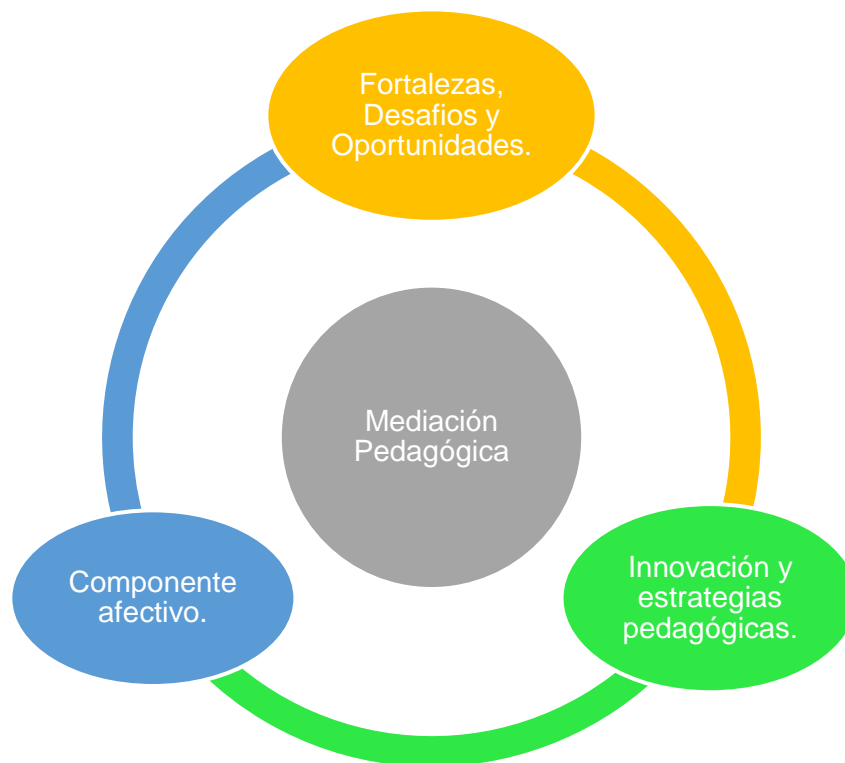 Fortalezas,
Desafios y
Oportunidades.
Mediación
Pedagógica
Componente
afectivo.
Innovación y
estrategias
pedagógicas.